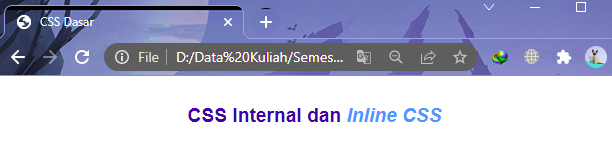 CSS Dasar
File D:/Data%20Kuliah/Semes...
CSS Internal dan Inline CSS